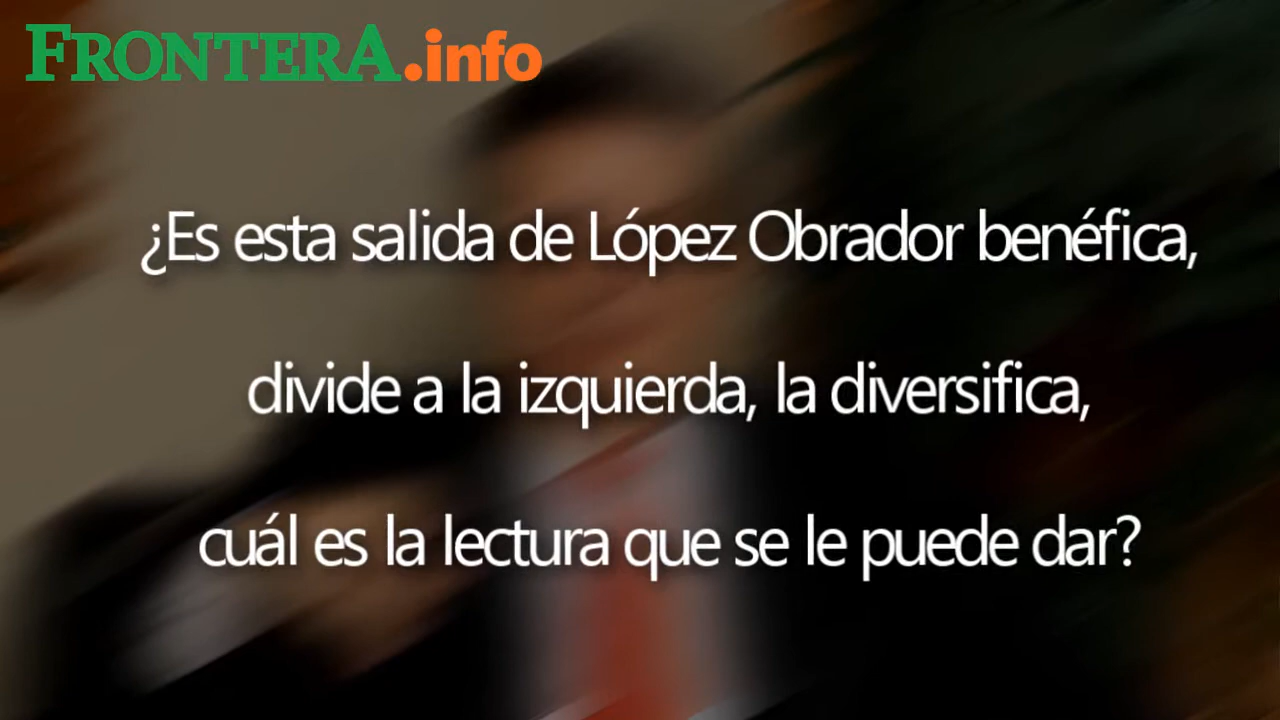 FRONTERA.info
¿Es esta salida de López Obrador benéfica,
divide a la izquierda, la diversifica,
cuál es la lectura que se le puede dar?